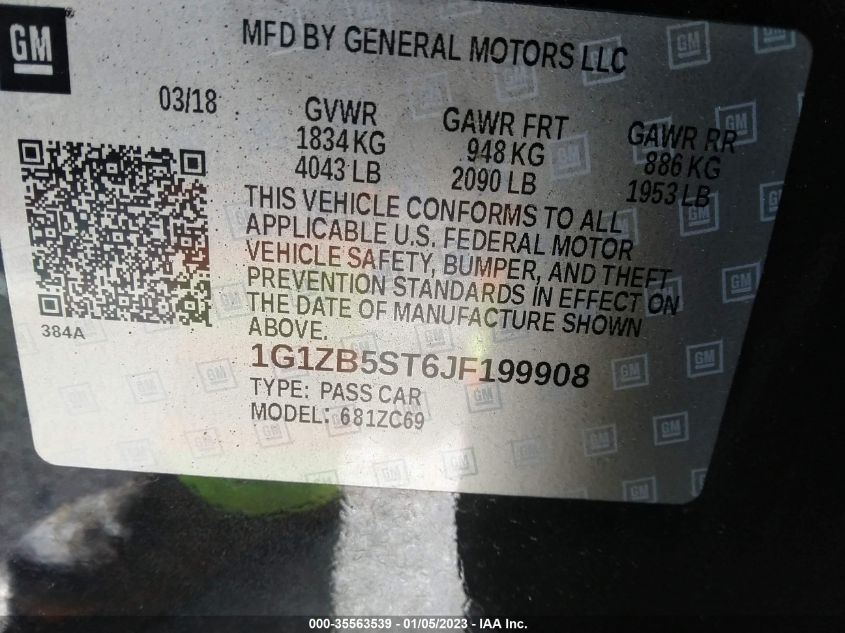 GM
MFD BY GENERAL MOTORS LLC
03/18
GVWR
1834 KG
4043 LB
GAWR FRT
948 KG
2090 LB
GAWR RR
886 KG
1953 LB
THIS VEHICLE CONFORMS TO ALL
APPLICABLE U.S. FEDERAL MOTOR
VEHICLE SAFETY, BUMPER, AND THEFT
PREVENTION STANDARDS IN EFFECT ON
THE DATE OF MANUFACTURE SHOWN
ABOVE.
384A
1G1ZB5ST6JF199908
TYPE: PASS CAR
MODEL: 681ZC69
000-35563539 - 01/05/2023 - IAAI.COM